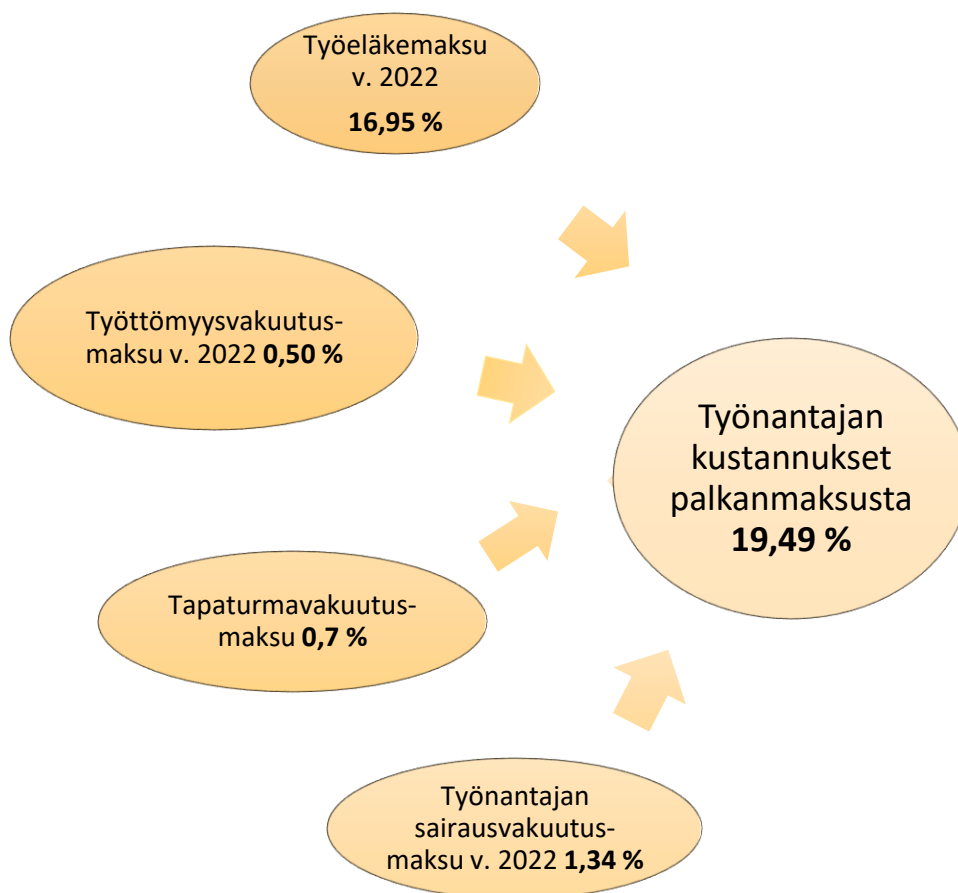 Työeläkemaksu
v. 2022
16,95 %
Työttömyysvakuutus-
maksu v. 2022 0,50 %
Työnantajan
kustannukset
palkanmaksusta
19,49 %
Tapaturmavakuutus-
maksu 0,7 %
Työnantajan
sairausvakuutus-
maksu v. 2022 1,34 %